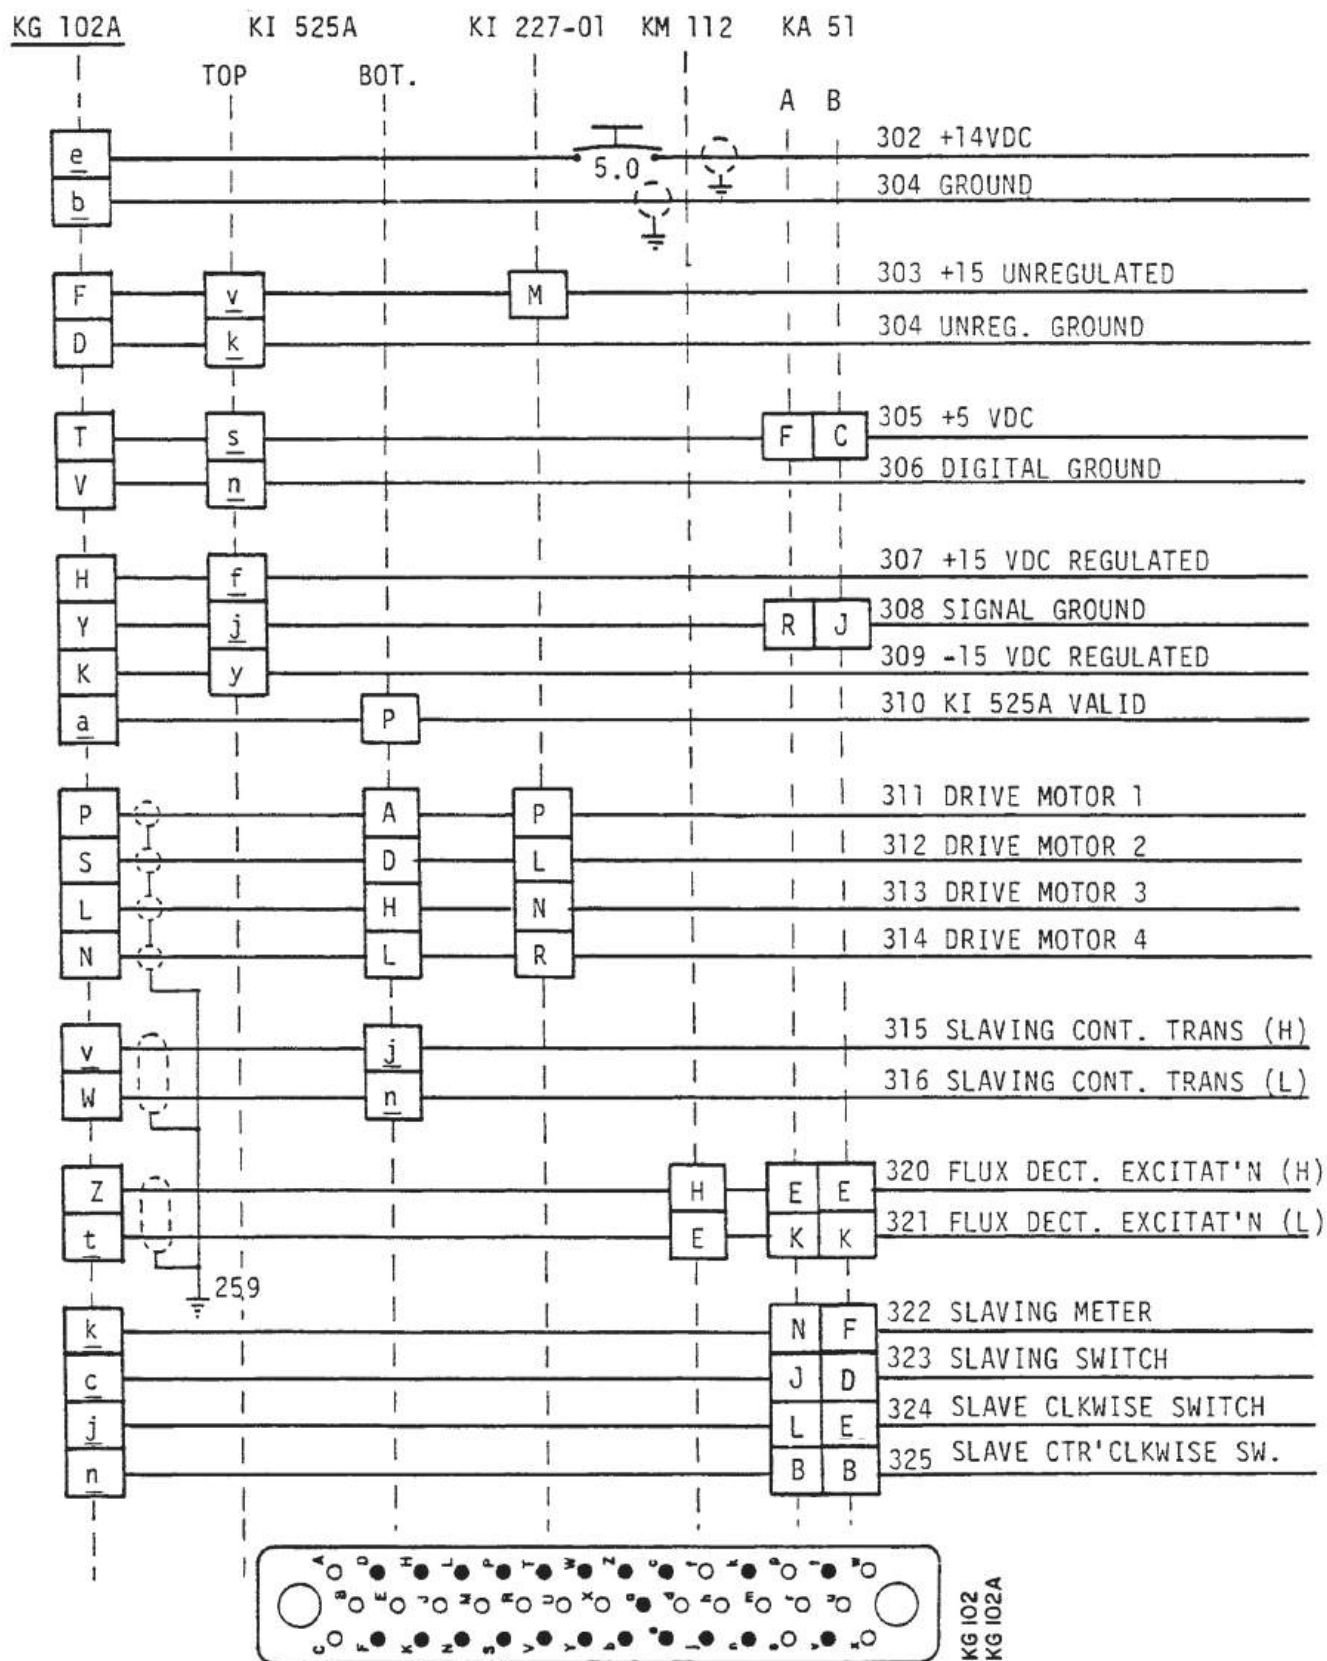 KG 102A KI 525A KI 227-01 KM 112 KA 51
TOP BOT.
A B
e 5.0 302 +14VDC
b 304 GROUND
F v M 303 +15 UNREGULATED
D k 304 UNREG. GROUND
T s F C 305 +5 VDC
V n 306 DIGITAL GROUND
H f 307 +15 VDC REGULATED
Y j R J 308 SIGNAL GROUND
K y 309 -15 VDC REGULATED
a P 310 KI 525A VALID
P A P 311 DRIVE MOTOR 1
S D L 312 DRIVE MOTOR 2
L H N 313 DRIVE MOTOR 3
N L R 314 DRIVE MOTOR 4
v j 315 SLAVING CONT. TRANS (H)
W n 316 SLAVING CONT. TRANS (L)
Z H E E 320 FLUX DECT. EXCITAT'N (H)
t E K K 321 FLUX DECT. EXCITAT'N (L)
259
k N F 322 SLAVING METER
c J D 323 SLAVING SWITCH
j L E 324 SLAVE CLKWISE SWITCH
n B B 325 SLAVE CTR'CLKWISE SW.
A D H L P T W Z c f k p t w
B E J M R U X a d h m r u
C F K N S V Y b e j n s v x
KG 102
KG 102A